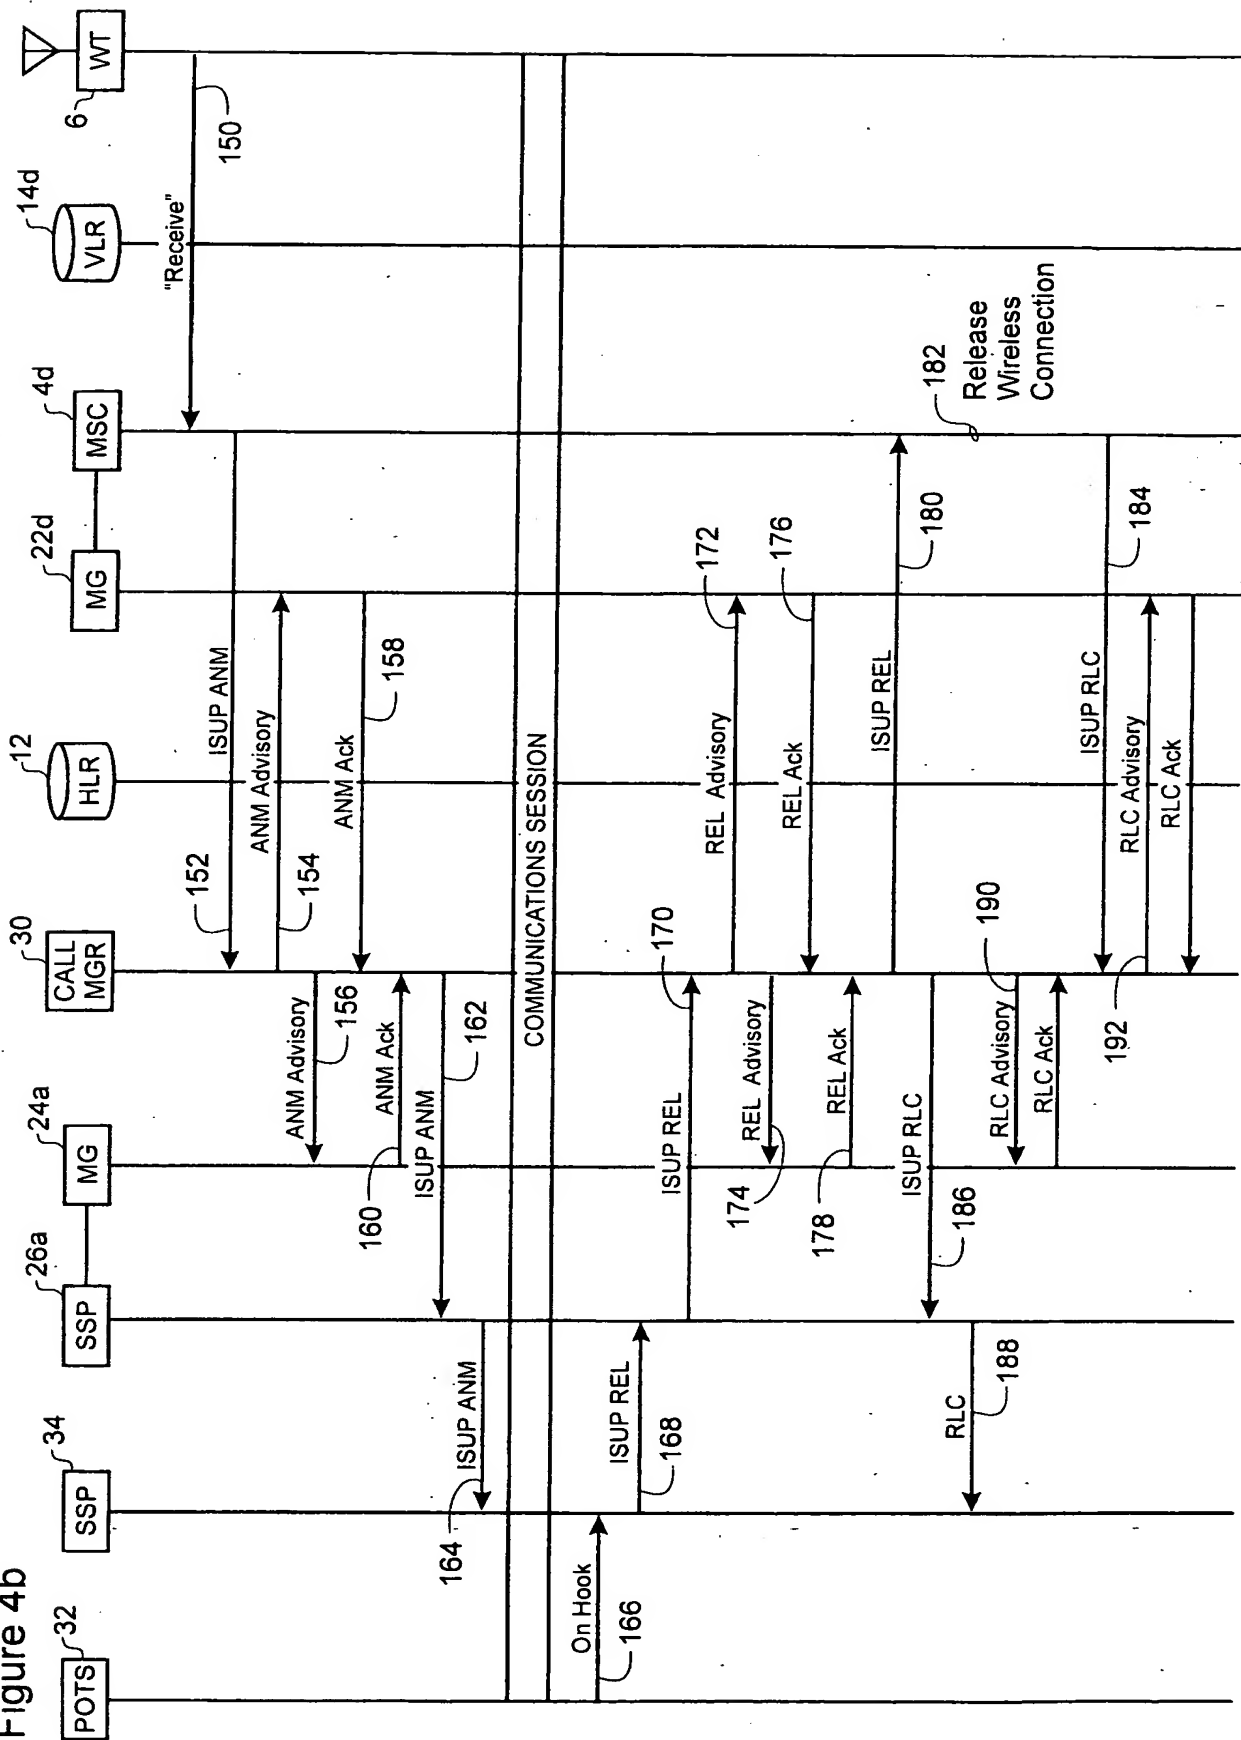 Figure 4b
POTS
32
SSP
34
SSP
26a
MG
24a
CALL
MGR
30
HLR
12
MG
22d
MSC
4d
VLR
14d
WT
6
"Receive"
150
ISUP ANM
152
ANM Advisory
154
ANM Advisory
156
ANM Ack
158
ANM Ack
160
ISUP ANM
162
ISUP ANM
164
COMMUNICATIONS SESSION
On Hook
166
ISUP REL
168
ISUP REL
170
REL Advisory
172
REL Advisory
174
REL Ack
176
REL Ack
178
ISUP REL
180
182
Release
Wireless
Connection
ISUP RLC
184
ISUP RLC
186
RLC
188
RLC Advisory
190
RLC Ack
RLC Advisory
192
RLC Ack